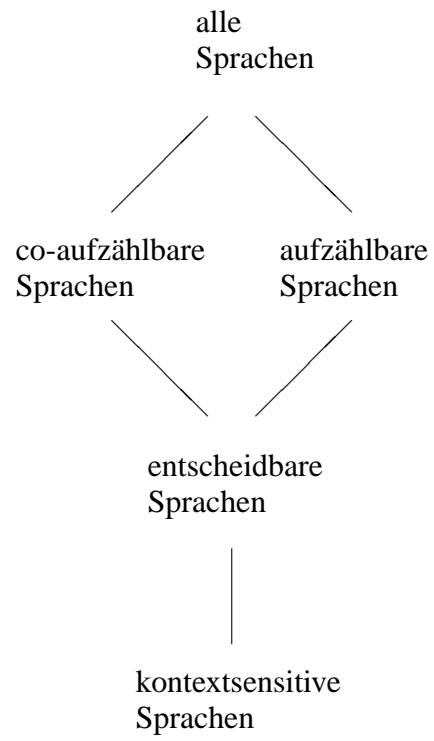 alle
Sprachen
co-aufzählbare
Sprachen
aufzählbare
Sprachen
entscheidbare
Sprachen
kontextsensitive
Sprachen